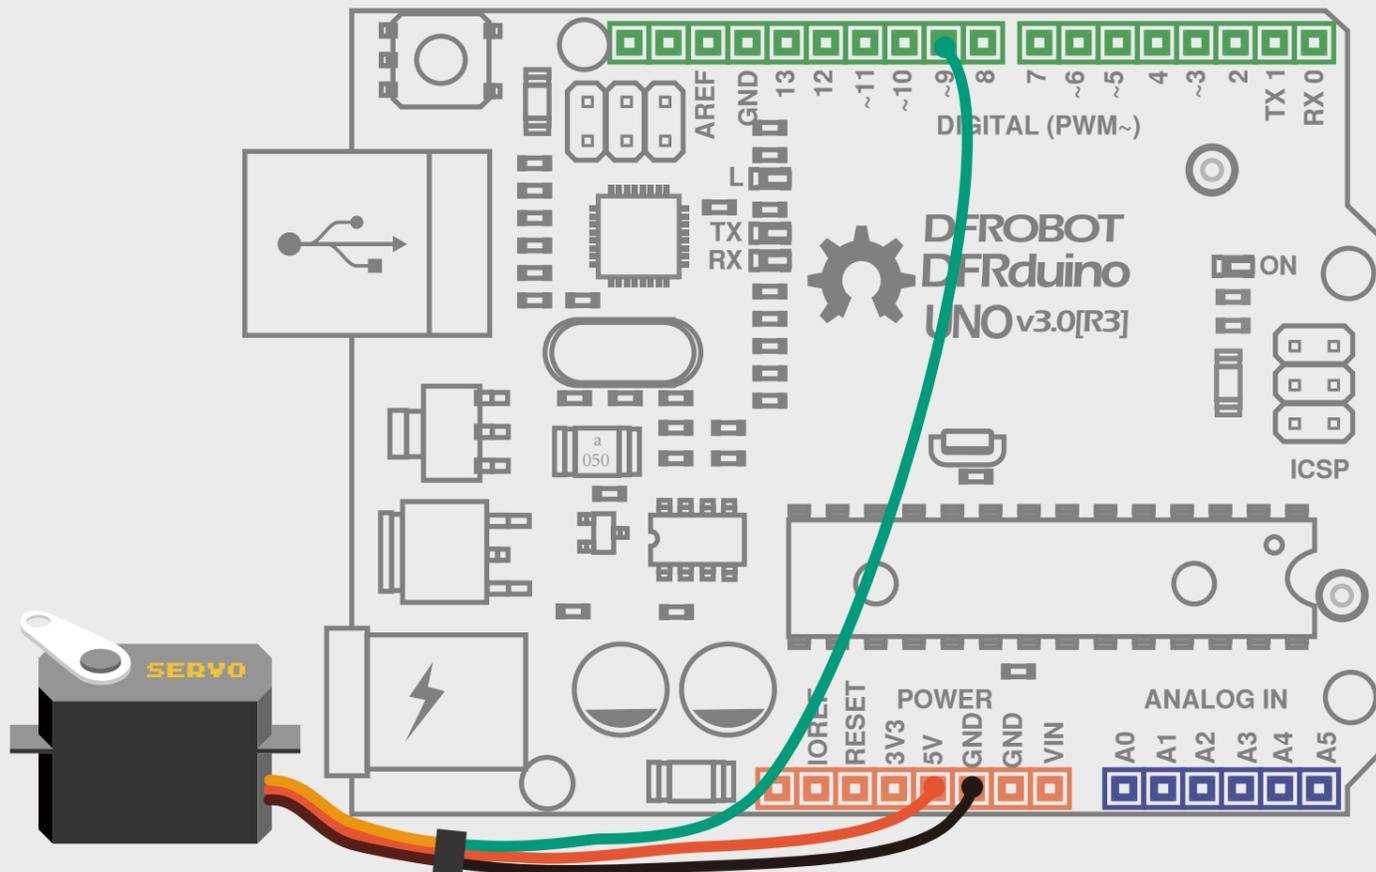 AREF
GND
13
12
~11
~10
~9
8
7
~6
~5
4
~3
2
TX 1
RX 0
DIGITAL (PWM~)
L
TX
RX
DFROBOT
DFRduino
UNO v3.0[R3]
ON
ICSP
a
050
SERVO
POWER
ANALOG IN
IOREF
RESET
3V3
5V
GND
GND
VIN
A0
A1
A2
A3
A4
A5